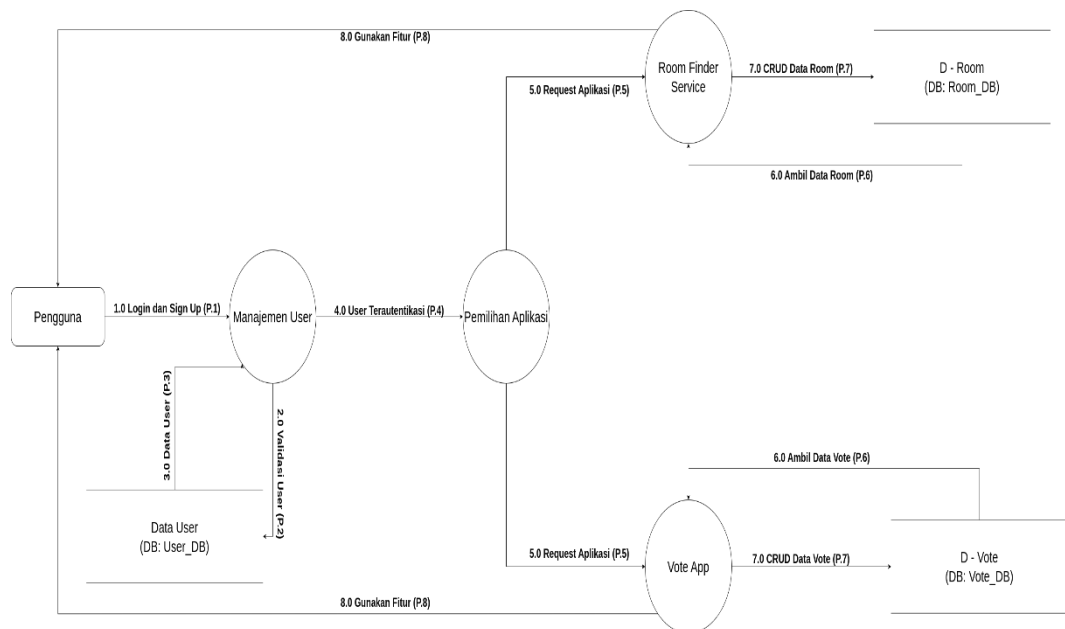 8.0 Gunakan Fitur (P.8)
Room Finder
Service
7.0 CRUD Data Room (P.7)
D - Room
(DB: Room_DB)
5.0 Request Aplikasi (P.5)
6.0 Ambil Data Room (P.6)
Pengguna
1.0 Login dan Sign Up (P.1)
Manajemen User
4.0 User Terautentikasi (P.4)
Pemilihan Aplikasi
3.0 Data User (P.3)
2.0 Validasi User (P.2)
Data User
(DB: User_DB)
6.0 Ambil Data Vote (P.6)
5.0 Request Aplikasi (P.5)
Vote App
7.0 CRUD Data Vote (P.7)
D - Vote
(DB: Vote_DB)
8.0 Gunakan Fitur (P.8)